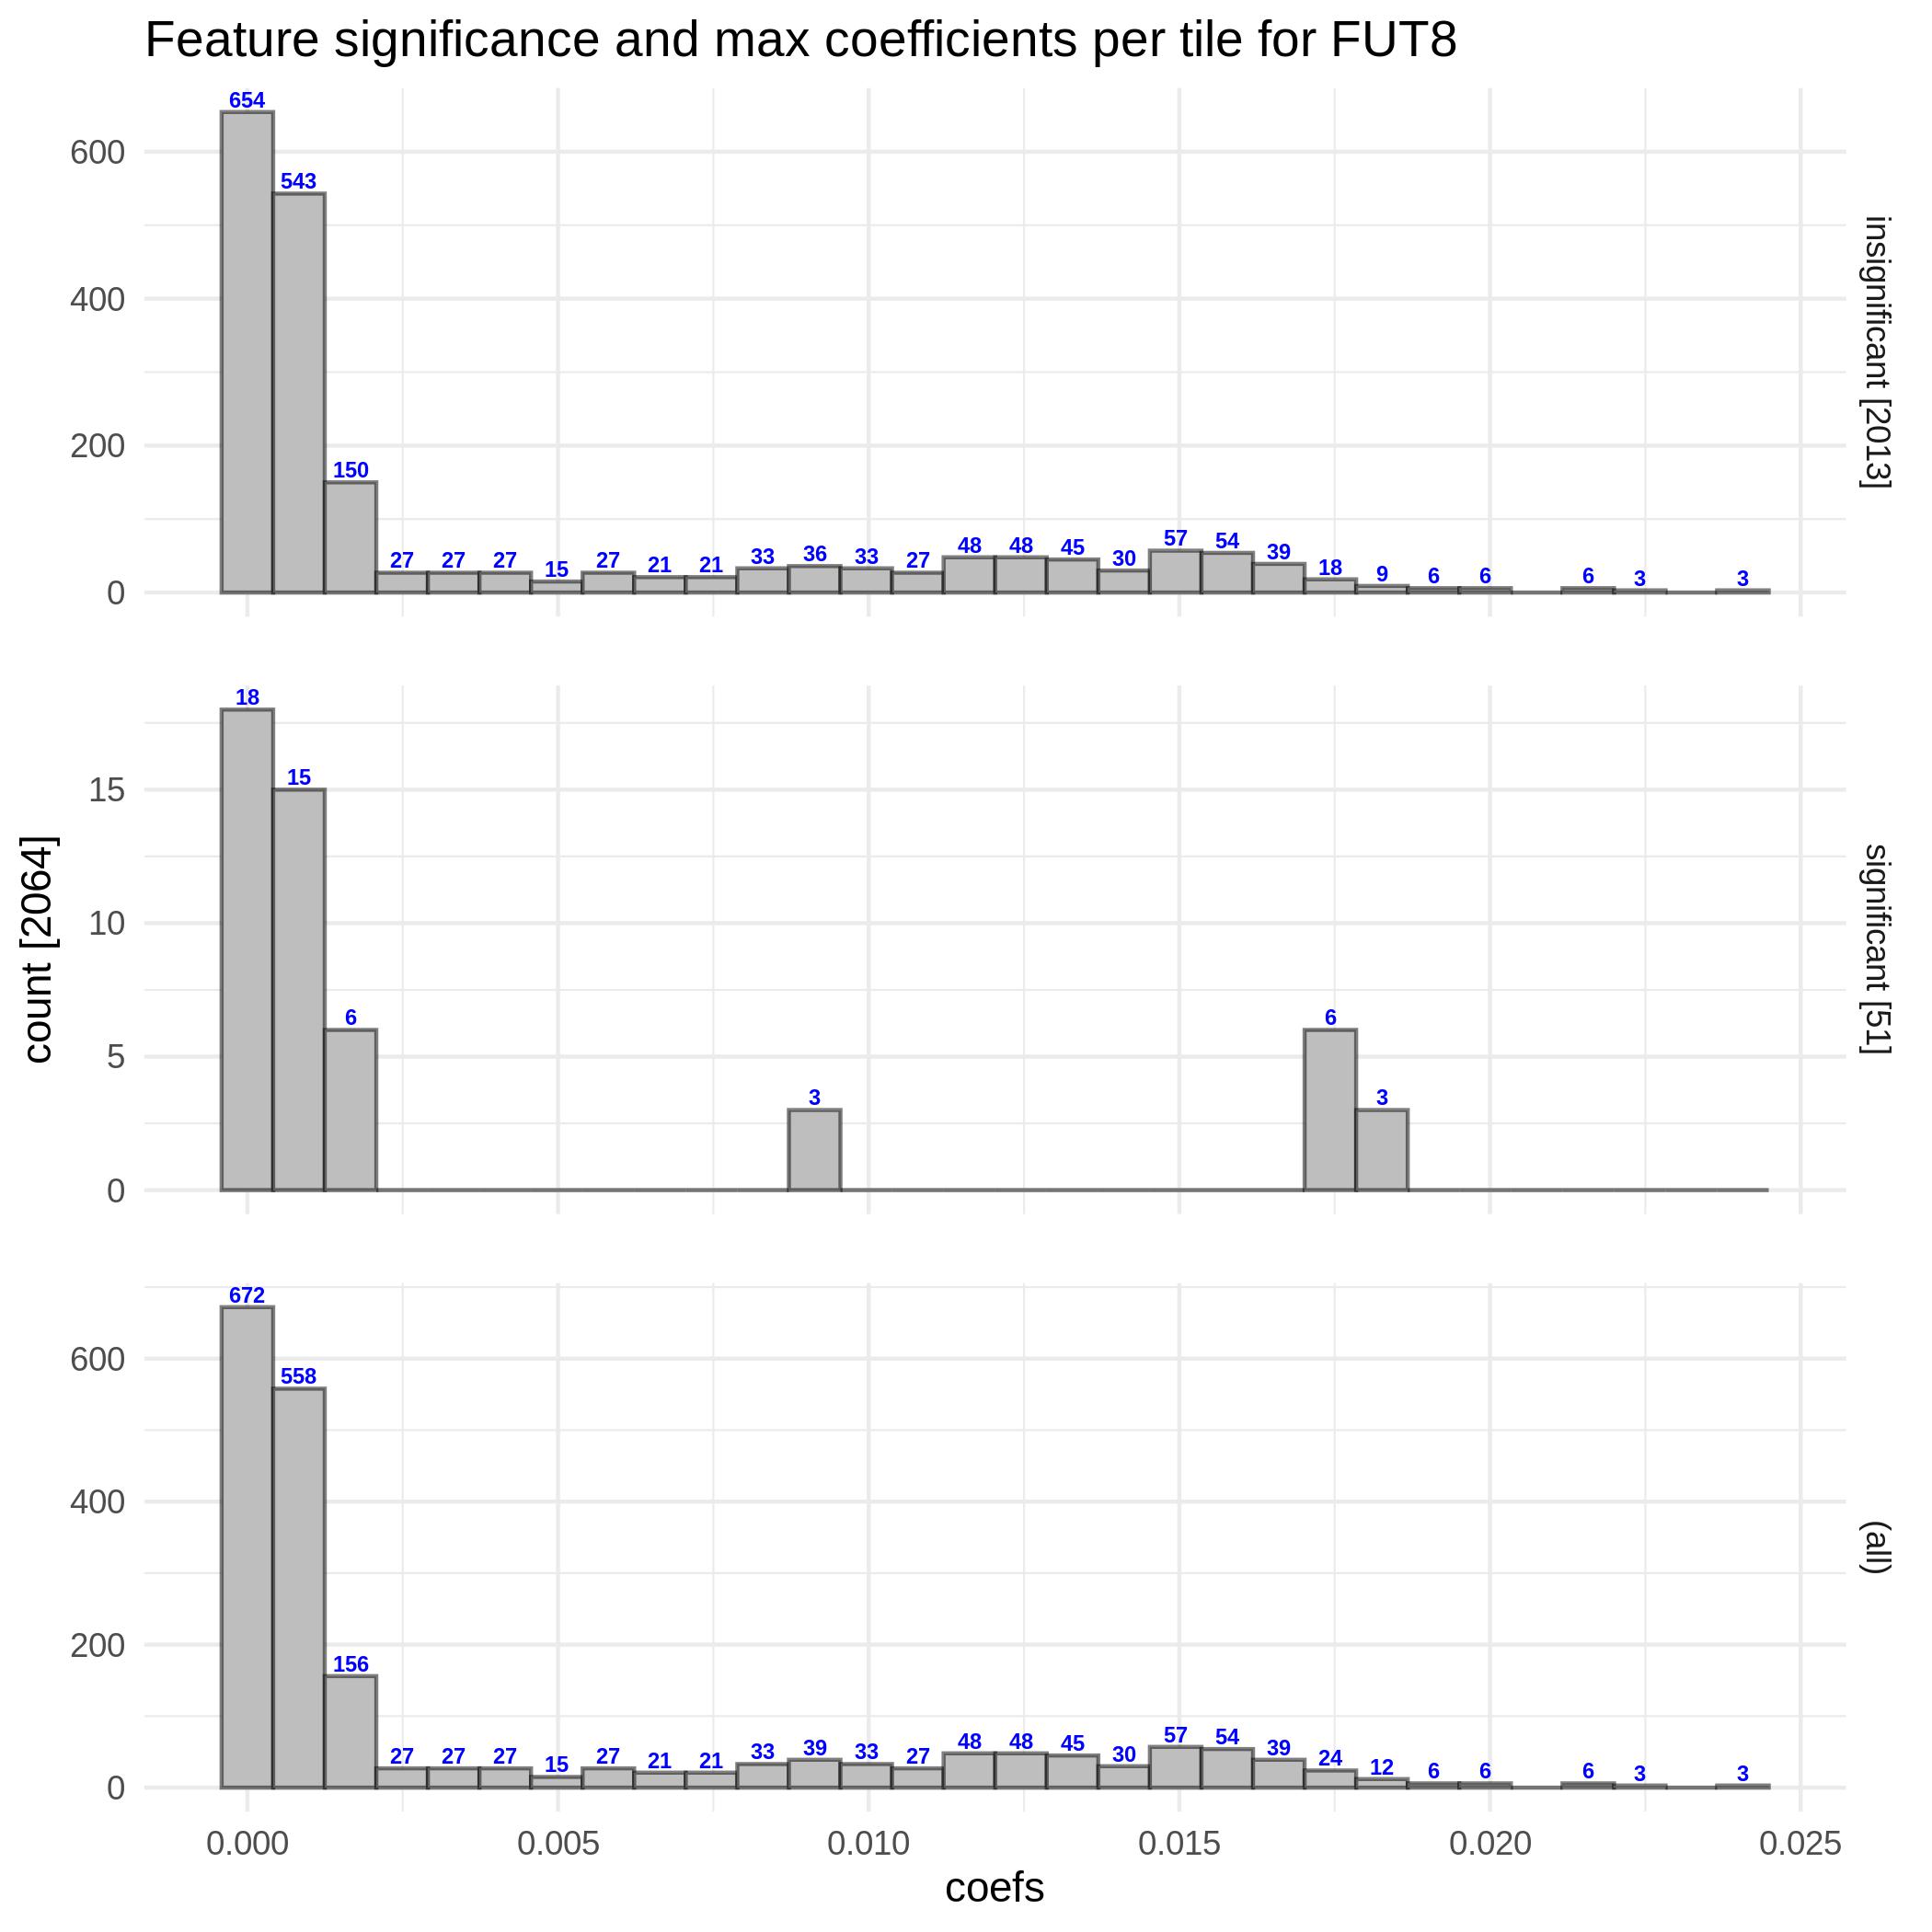 Feature significance and max coefficients per tile for FUT8
654
543
150
27 27 27 15 27 21 21 33 36 33 27 48 48 45 30 57 54 39 18 9 6 6 6 3 3
600
400
200
0
insignificant [2013]
18
15
6
3
6
3
15
10
5
0
significant [51]
count [2064]
672
558
156
27 27 27 15 27 21 21 33 39 33 27 48 48 45 30 57 54 39 24 12 6 6 6 3 3
600
400
200
0
(all)
0.000 0.005 0.010 0.015 0.020 0.025
coefs